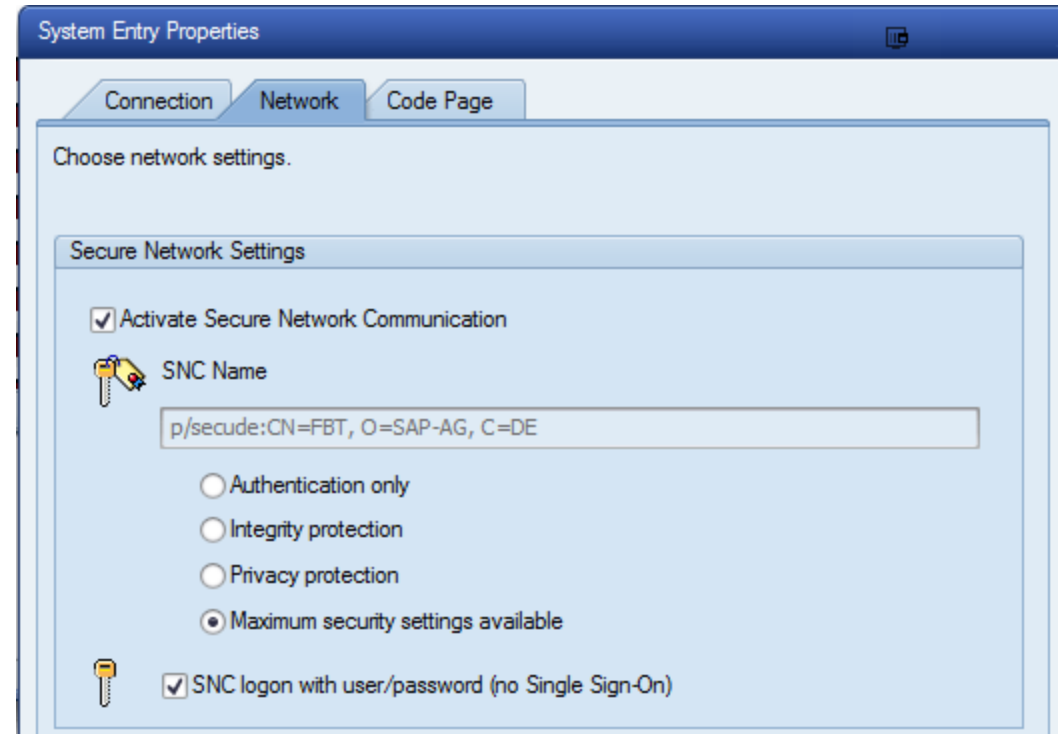 System Entry Properties
Connection Network Code Page
Choose network settings.
Secure Network Settings
Activate Secure Network Communication
SNC Name
p/secude:CN=FBT, O=SAP-AG, C=DE
Authentication only
Integrity protection
Privacy protection
Maximum security settings available
SNC logon with user/password (no Single Sign-On)